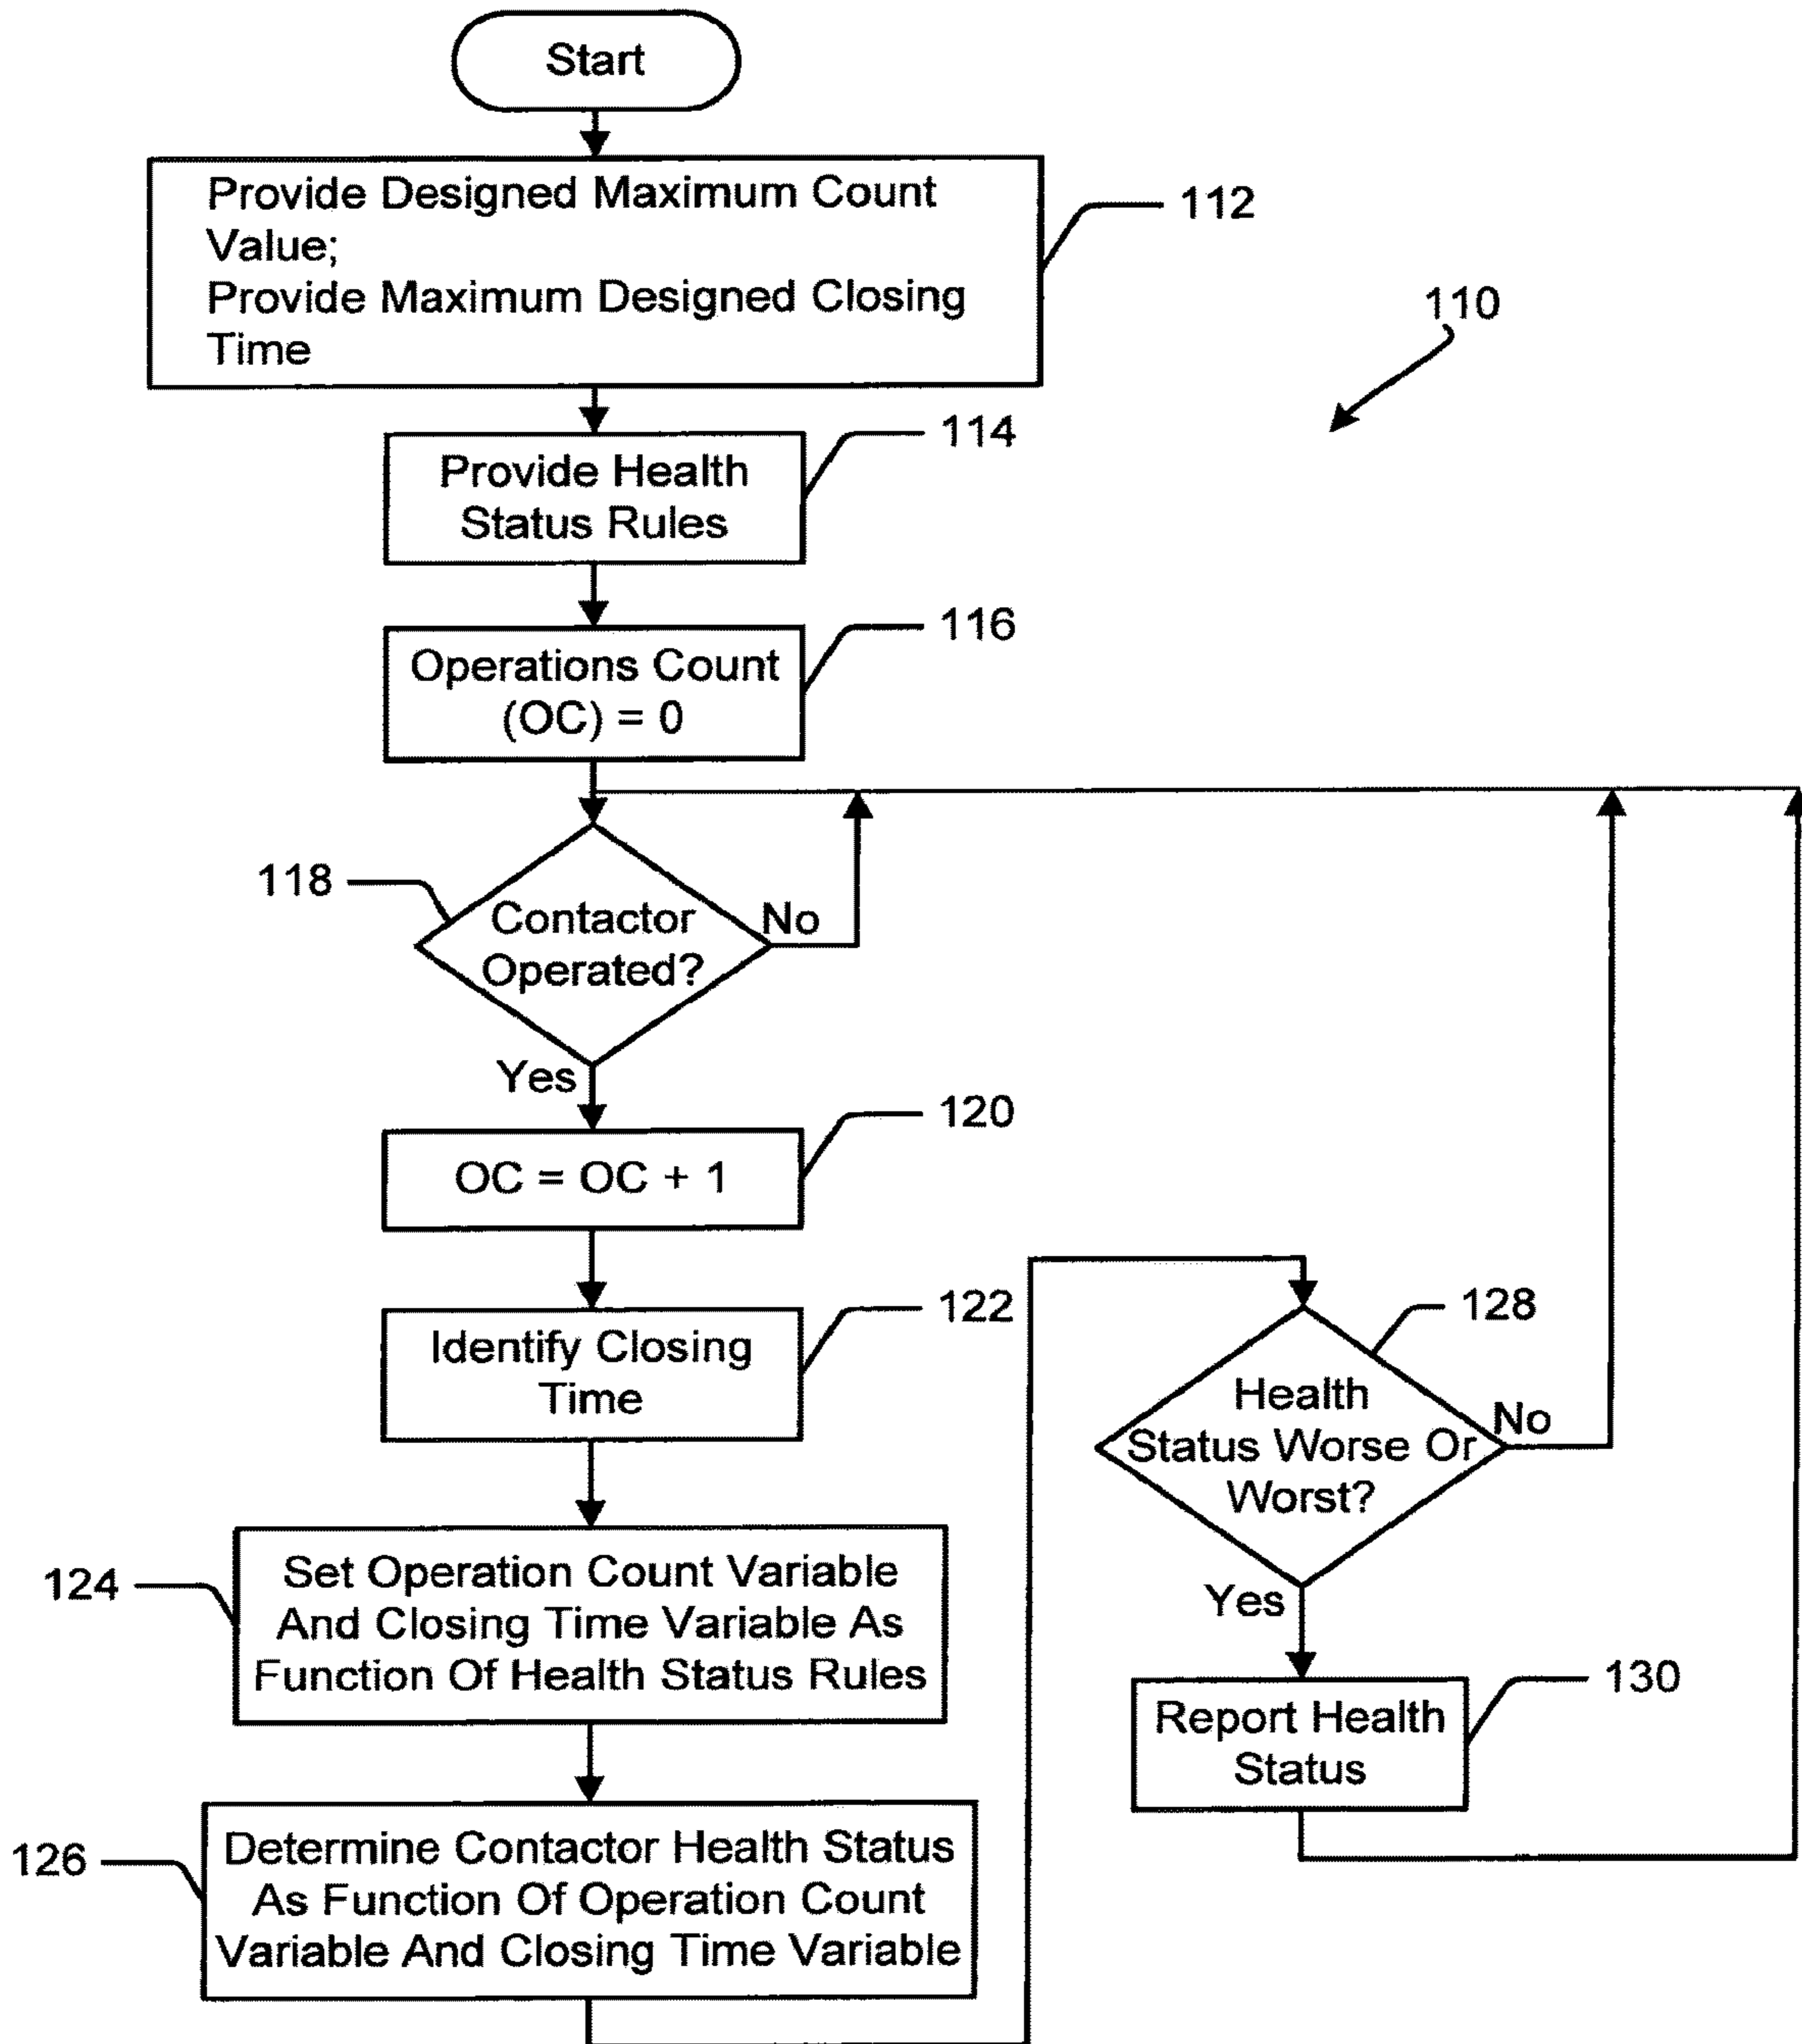 Start
Provide Designed Maximum Count
Value;
Provide Maximum Designed Closing
Time
112
110
Provide Health
Status Rules
114
Operations Count
(OC) = 0
116
118
Contactor
Operated?
No
Yes
OC = OC + 1
120
Identify Closing
Time
122
124
Set Operation Count Variable
And Closing Time Variable As
Function Of Health Status Rules
126
Determine Contactor Health Status
As Function Of Operation Count
Variable And Closing Time Variable
128
Health
Status Worse Or
Worst?
No
Yes
Report Health
Status
130